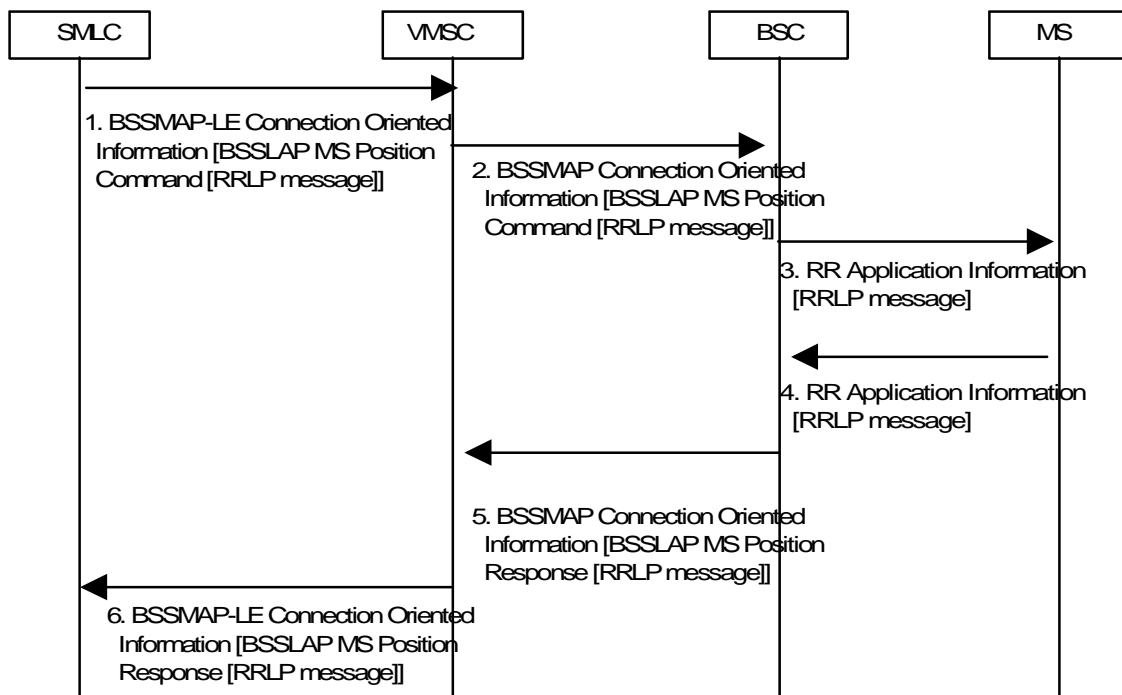 SMLC
VMSC
BSC
MS
1. BSSMAP-LE Connection Oriented
Information [BSSLAP MS Position
Command [RRLP message]]
2. BSSMAP Connection Oriented
Information [BSSLAP MS Position
Command [RRLP message]]
3. RR Application Information
[RRLP message]
4. RR Application Information
[RRLP message]
5. BSSMAP Connection Oriented
Information [BSSLAP MS Position
Response [RRLP message]]
6. BSSMAP-LE Connection Oriented
Information [BSSLAP MS Position
Response [RRLP message]]